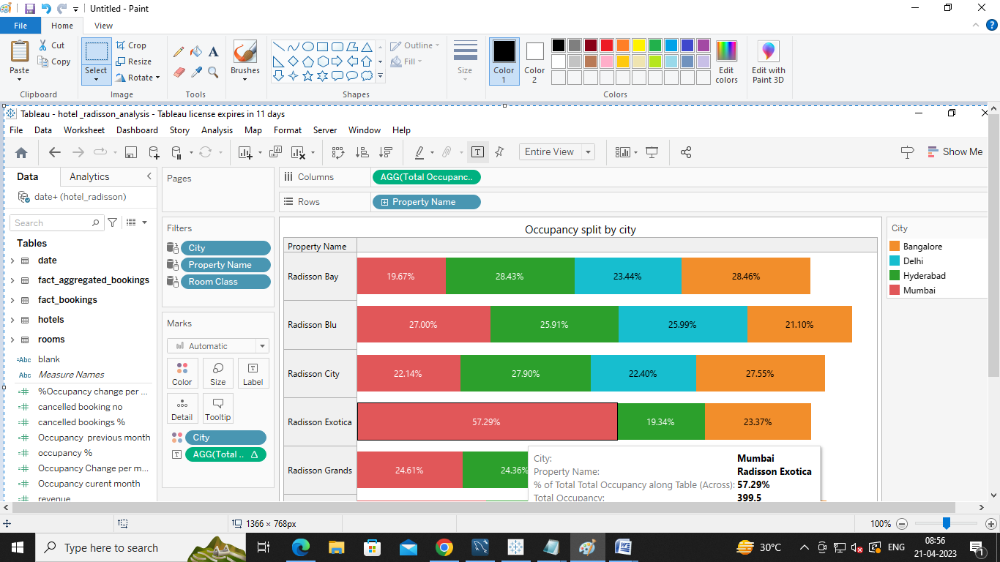 Untitled - Paint
File
Home
View
Paste
Cut
Copy
Clipboard
Select
Crop
Resize
Rotate
Image
A
Tools
Brushes
Outline
Fill
Shapes
Size
Color 1
Color 2
Edit colors
Edit with Paint 3D
Colors
Tableau - hotel _radisson_analysis - Tableau license expires in 11 days
File Data Worksheet Dashboard Story Analysis Map Format Server Window Help
Entire View
Show Me
Data
Analytics
date+ (hotel_radisson)
Search
Tables
date
fact_aggregated_bookings
fact_bookings
hotels
rooms
Abc blank
Abc Measure Names
%Occupancy change per ...
cancelled booking no
cancelled bookings %
Occupancy previous month
occupancy %
Occupancy Change per m...
Occupancy curent month
revenue
Pages
Filters
City
Property Name
Room Class
Marks
Automatic
Color
Size
Label
Detail
Tooltip
City
AGG(Total .. Δ
Columns
AGG(Total Occupanc..
Rows
Property Name
Occupancy split by city
Property Name
Radisson Bay 19.67% 28.43% 23.44% 28.46%
Radisson Blu 27.00% 25.91% 25.99% 21.10%
Radisson City 22.14% 27.90% 22.40% 27.55%
Radisson Exotica 57.29% 19.34% 23.37%
Radisson Grands 24.61% 24.36%
City: Mumbai
Property Name: Radisson Exotica
% of Total Total Occupancy along Table (Across): 57.29%
Total Occupancy: 399.5
City
Bangalore
Delhi
Hyderabad
Mumbai
1366 × 768px
100%
Type here to search
30°C
ENG
08:56
21-04-2023
1